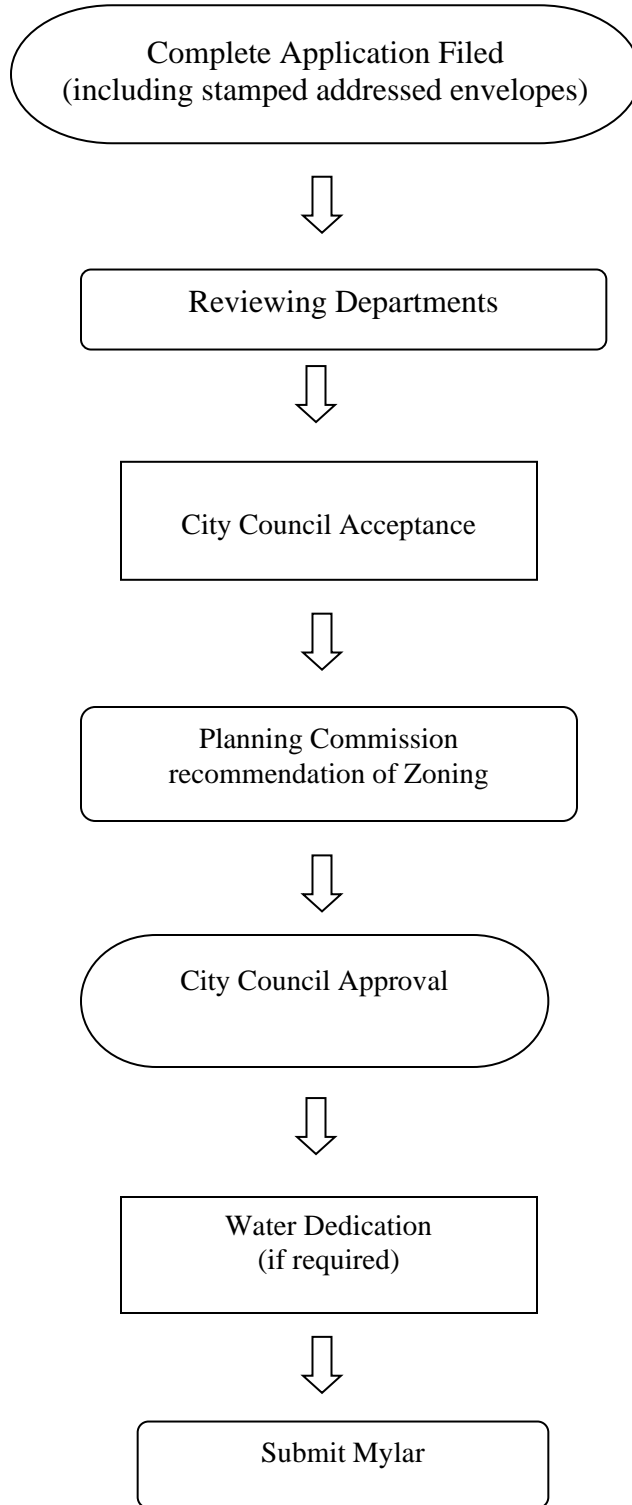 Complete Application Filed
(including stamped addressed envelopes)
Reviewing Departments
City Council Acceptance
Planning Commission
recommendation of Zoning
City Council Approval
Water Dedication
(if required)
Submit Mylar